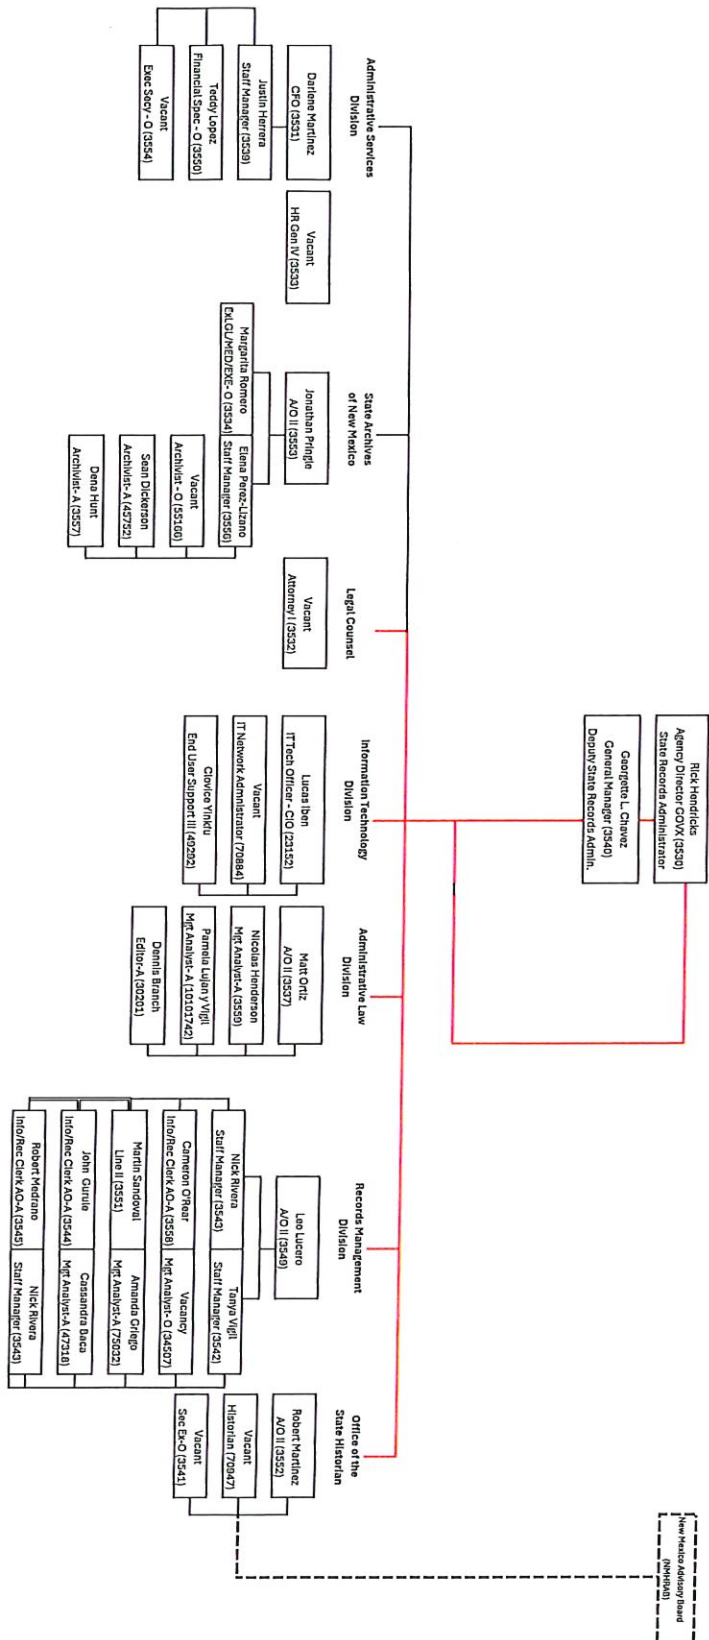 Rick Hendricks
Agency Director GOVX (3530)
State Records Administrator
Georgette L. Chavez
General Manager (3540)
Deputy State Records Admin.
New Mexico Advisory Board
(NMHRAB)
Administrative Services
Division
Darlene Martinez
CFO (3531)
Justin Herrera
Staff Manager (3539)
Teddy Lopez
Financial Spec - O (3550)
Vacant
Exec Secy - O (3554)
Vacant
HR Gen IV (3533)
State Archives
of New Mexico
Jonathan Pringle
A/O II (3553)
Margarita Romero
ExLGL/MED/EXE- O (3534)
Elena Perez-Lizano
Staff Manager (3556)
Vacant
Archivist - O (55166)
Sean Dickerson
Archivist- A (45752)
Dena Hunt
Archivist- A (3557)
Legal Counsel
Vacant
Attorney I (3532)
Information Technology
Division
Lucas Iben
IT Tech Officer - CIO (23152)
Vacant
IT Network Admnistrator (70884)
Clovice Yinkfu
End User Support III (49292)
Administrative Law
Division
Matt Ortiz
A/O II (3537)
Nicolas Henderson
Mgt Analyst-A (3559)
Pamela Lujan y Vigil
Mgt Analyst- A (10101742)
Dennis Branch
Editor-A (30201)
Records Management
Division
Leo Lucero
A/O II (3549)
Nick Rivera
Staff Manager (3543)
Cameron O'Rear
Info/Rec Clerk AO-A (3558)
Martin Sandoval
Line II (3551)
John Gurule
Info/Rec Clerk AO-A (3544)
Robert Medrano
Info/Rec Clerk AO-A (3545)
Tanya Vigil
Staff Manager (3542)
Vacancy
Mgt Analyst- O (34507)
Amanda Griego
Mgt Analyst-A (75032)
Cassandra Baca
Mgt Analyst-A (47318)
Nick Rivera
Staff Manager (3543)
Office of the
State Historian
Robert Martinez
A/O II (3552)
Vacant
Historian (70947)
Vacant
Sec Ex-O (3541)